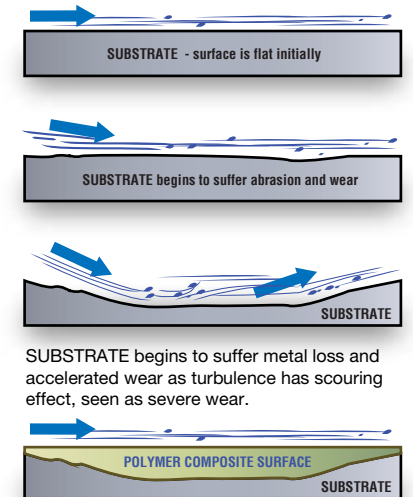 SUBSTRATE - surface is flat initially
SUBSTRATE begins to suffer abrasion and wear
SUBSTRATE
SUBSTRATE begins to suffer metal loss and
accelerated wear as turbulence has scouring
effect, seen as severe wear.
POLYMER COMPOSITE SURFACE
SUBSTRATE